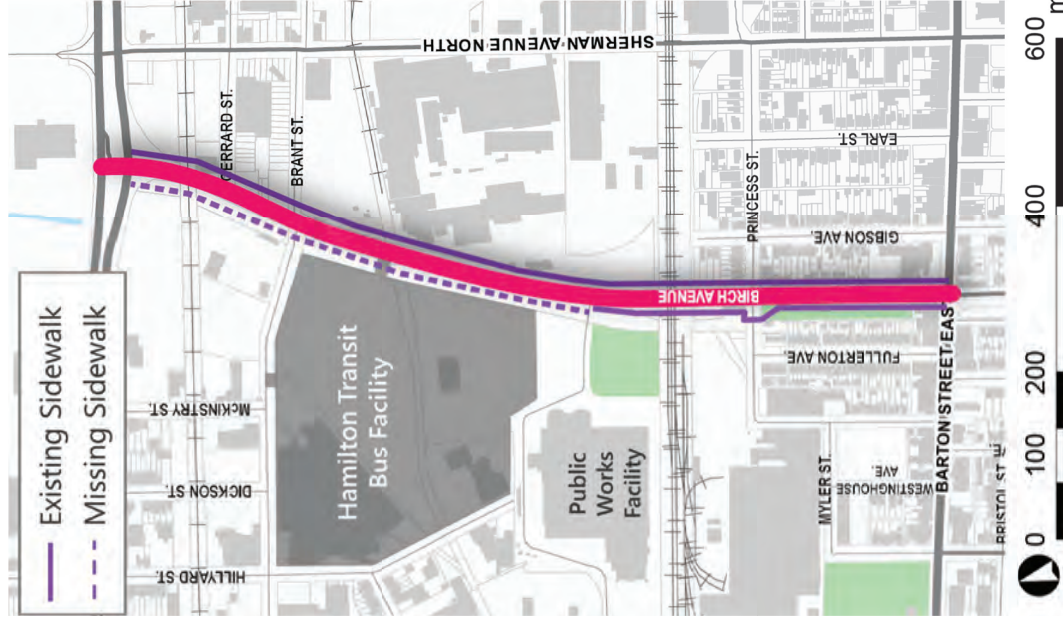 Existing Sidewalk
Missing Sidewalk
SHERMAN AVENUE NORTH
GERRARD ST.
BRANT ST.
McKINSTRY ST.
DICKSON ST.
HILLYARD ST.
Hamilton Transit
Bus Facility
Public
Works
Facility
BIRCH AVENUE
PRINCESS ST.
EARL ST.
GIBSON AVE.
FULLERTON AVE.
MYLER ST.
WESTINGHOUSE
AVE.
BARTON STREET EAS
BRISTOL ST
0 100 200 400 600
m